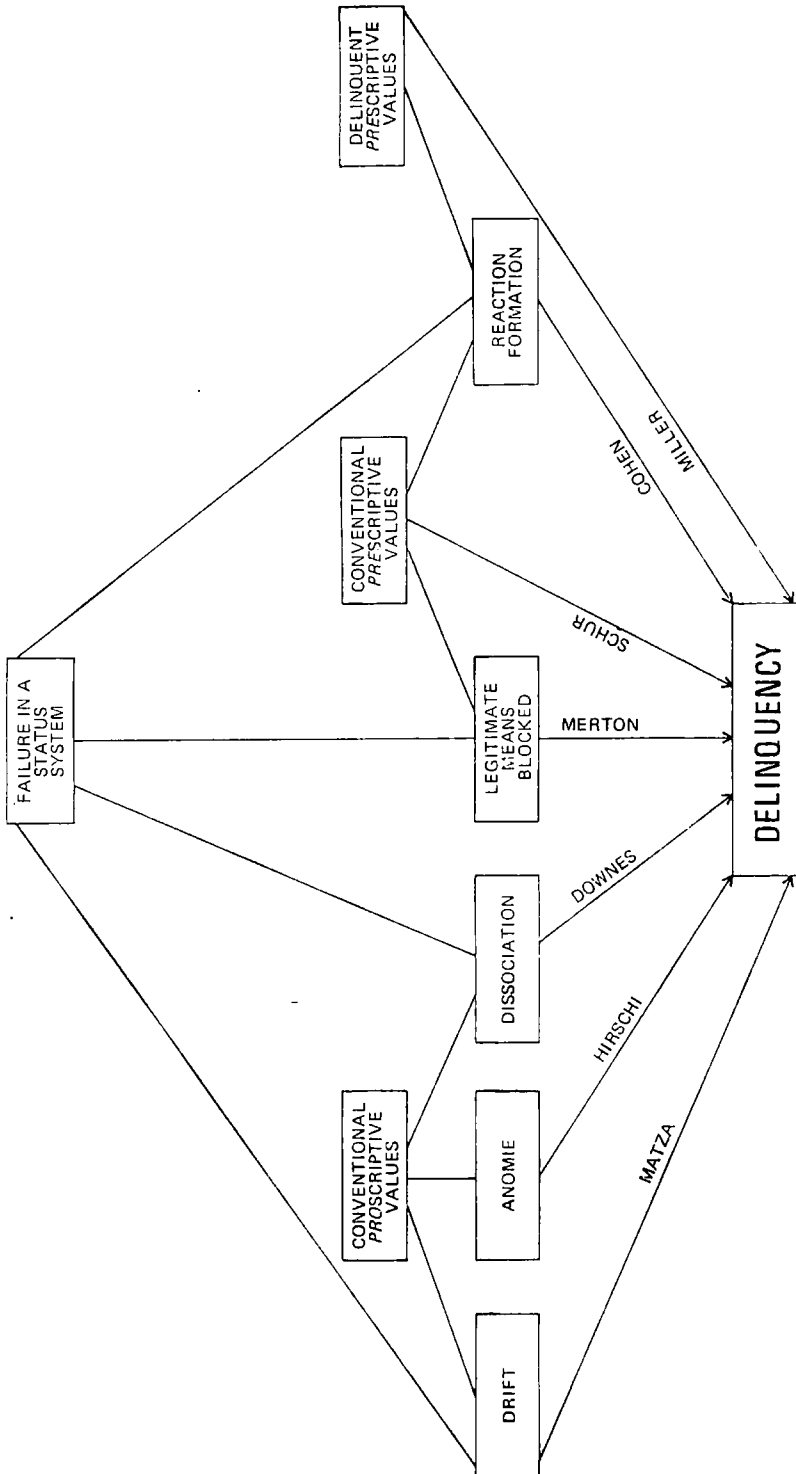 FAILURE IN A
STATUS
SYSTEM
CONVENTIONAL
PROSCRIPTIVE
VALUES
CONVENTIONAL
PRESCRIPTIVE
VALUES
DELINQUENT
PRESCRIPTIVE
VALUES
DRIFT
ANOMIE
DISSOCIATION
LEGITIMATE
MEANS
BLOCKED
REACTION
FORMATION
MATZA
HIRSCHI
DOWNES
MERTON
SCHUR
COHEN
MILLER
DELINQUENCY